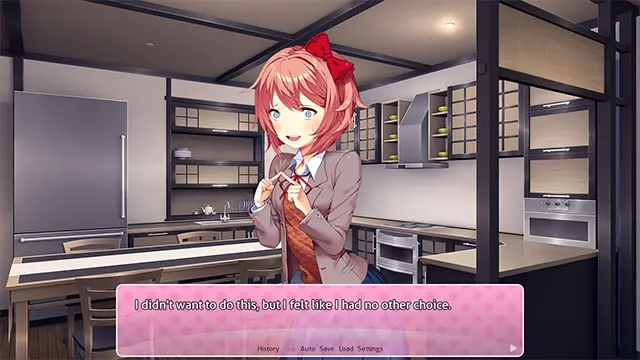 I didn't want to do this, but I felt like I had no other choice.
History Skip Auto Save Load Settings